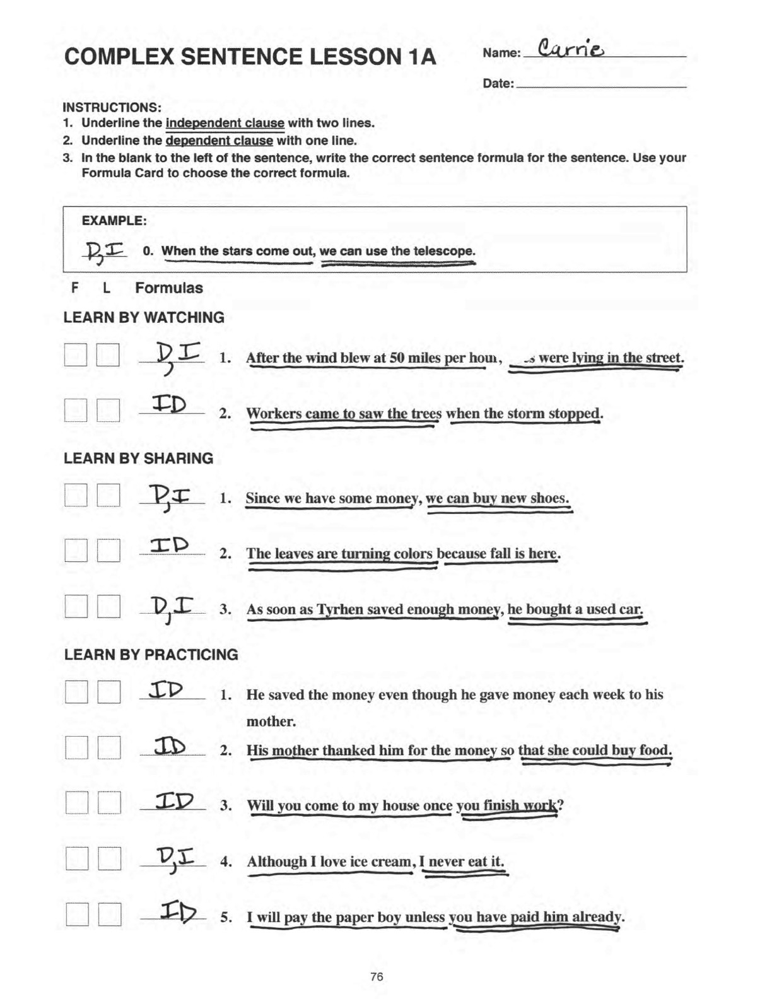 COMPLEX SENTENCE LESSON 1A
Name: Carrie
Date:
INSTRUCTIONS:
1. Underline the independent clause with two lines.
2. Underline the dependent clause with one line.
3. In the blank to the left of the sentence, write the correct sentence formula for the sentence. Use your
Formula Card to choose the correct formula.
EXAMPLE:
D,I 0. When the stars come out, we can use the telescope.
F L Formulas
LEARN BY WATCHING
D,I 1. After the wind blew at 50 miles per hour, were lying in the street.
ID 2. Workers came to saw the trees when the storm stopped.
LEARN BY SHARING
D,I 1. Since we have some money, we can buy new shoes.
ID 2. The leaves are turning colors because fall is here.
D,I 3. As soon as Tyrhen saved enough money, he bought a used car.
LEARN BY PRACTICING
ID 1. He saved the money even though he gave money each week to his
mother.
ID 2. His mother thanked him for the money so that she could buy food.
ID 3. Will you come to my house once you finish work?
D,I 4. Although I love ice cream, I never eat it.
ID 5. I will pay the paper boy unless you have paid him already.
76